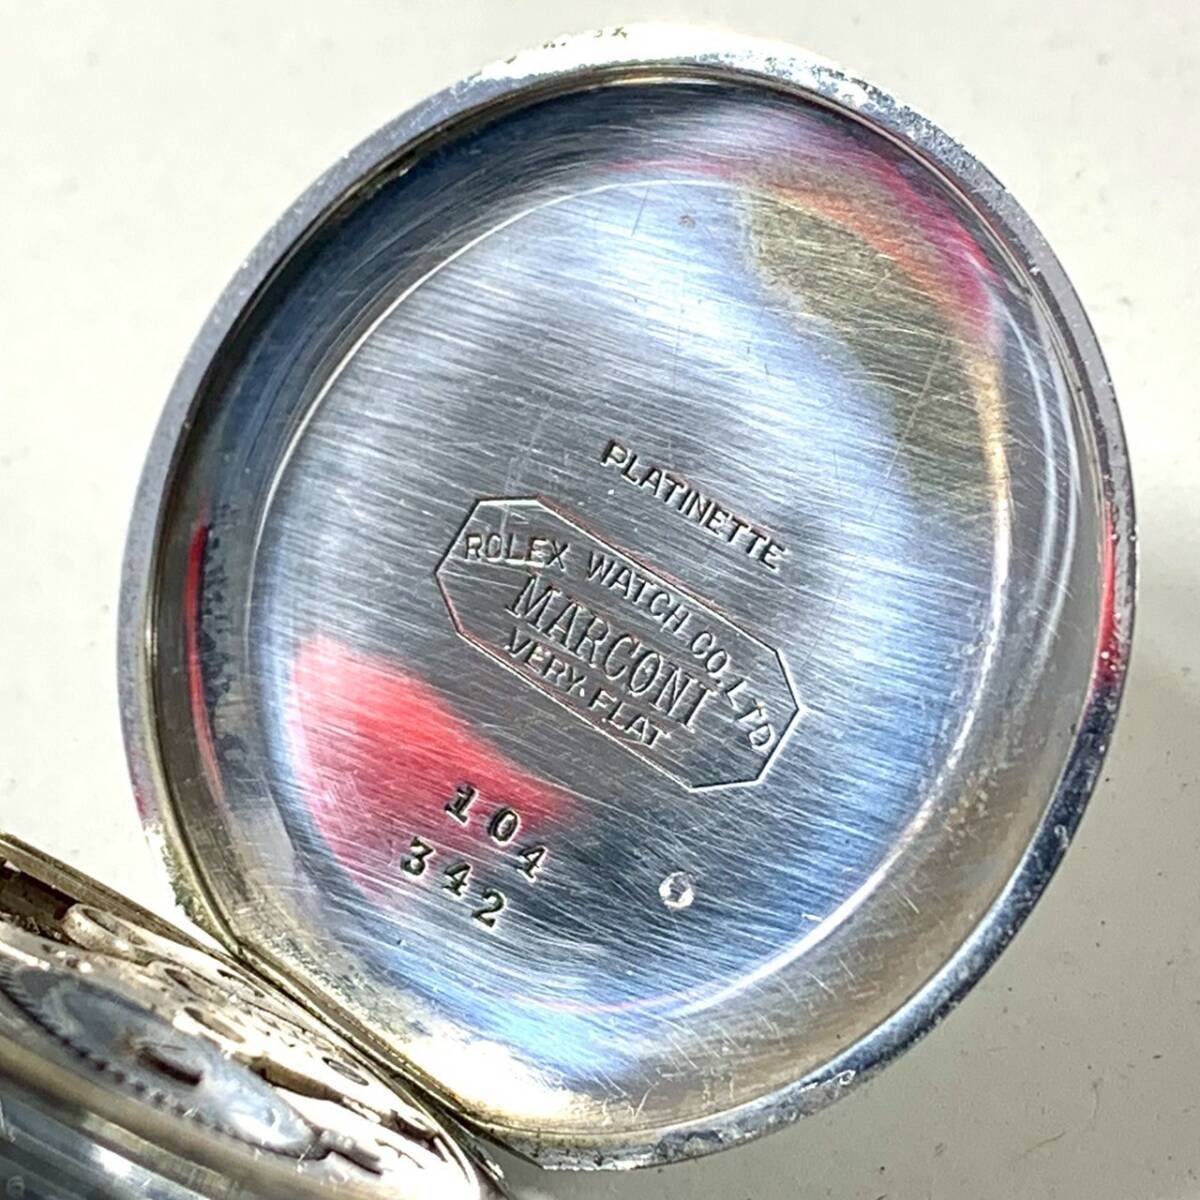 PLATINETTE
ROLEX WATCH CO. LTD
MARCONI
VERY. FLAT
104
342